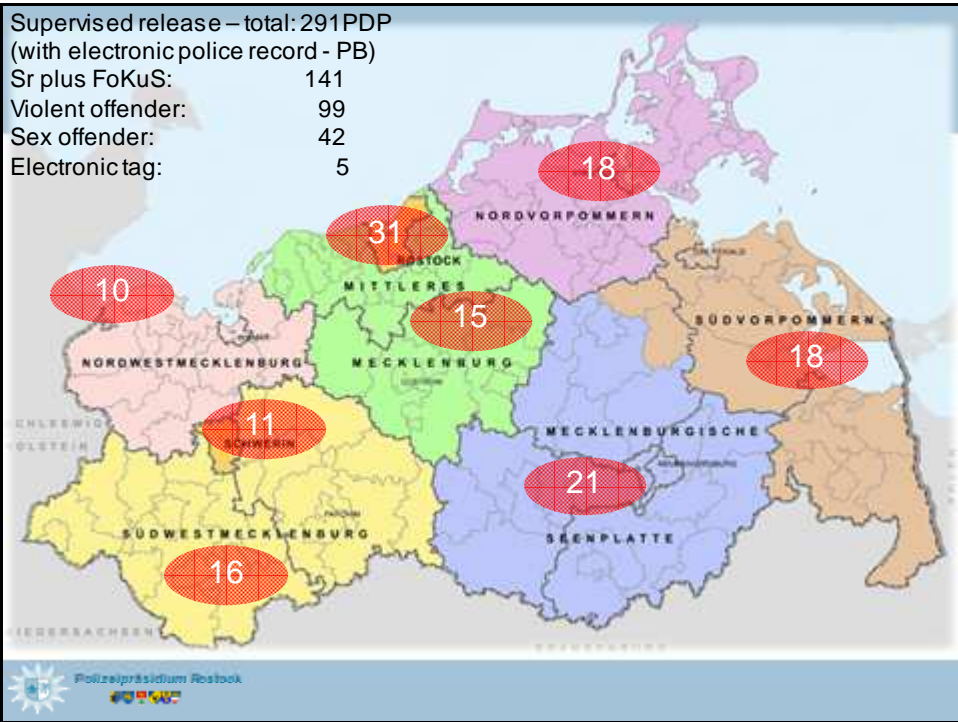 Supervised release – total: 291PDP
(with electronic police record - PB)
Sr plus FoKuS: 141
Violent offender: 99
Sex offender: 42
Electronic tag: 5
18
NORDVORPOMMERN
31
ROSTOCK
MITTLERES
10
15
SÜDVORPOMMERN
NORDWESTMECKLENBURG
MECKLENBURG
18
11
SCHWERIN
MECKLENBURGISCHE
21
SÜDWESTMECKLENBURG
SEENPLATTE
16
Polizeipräsidium Rostock